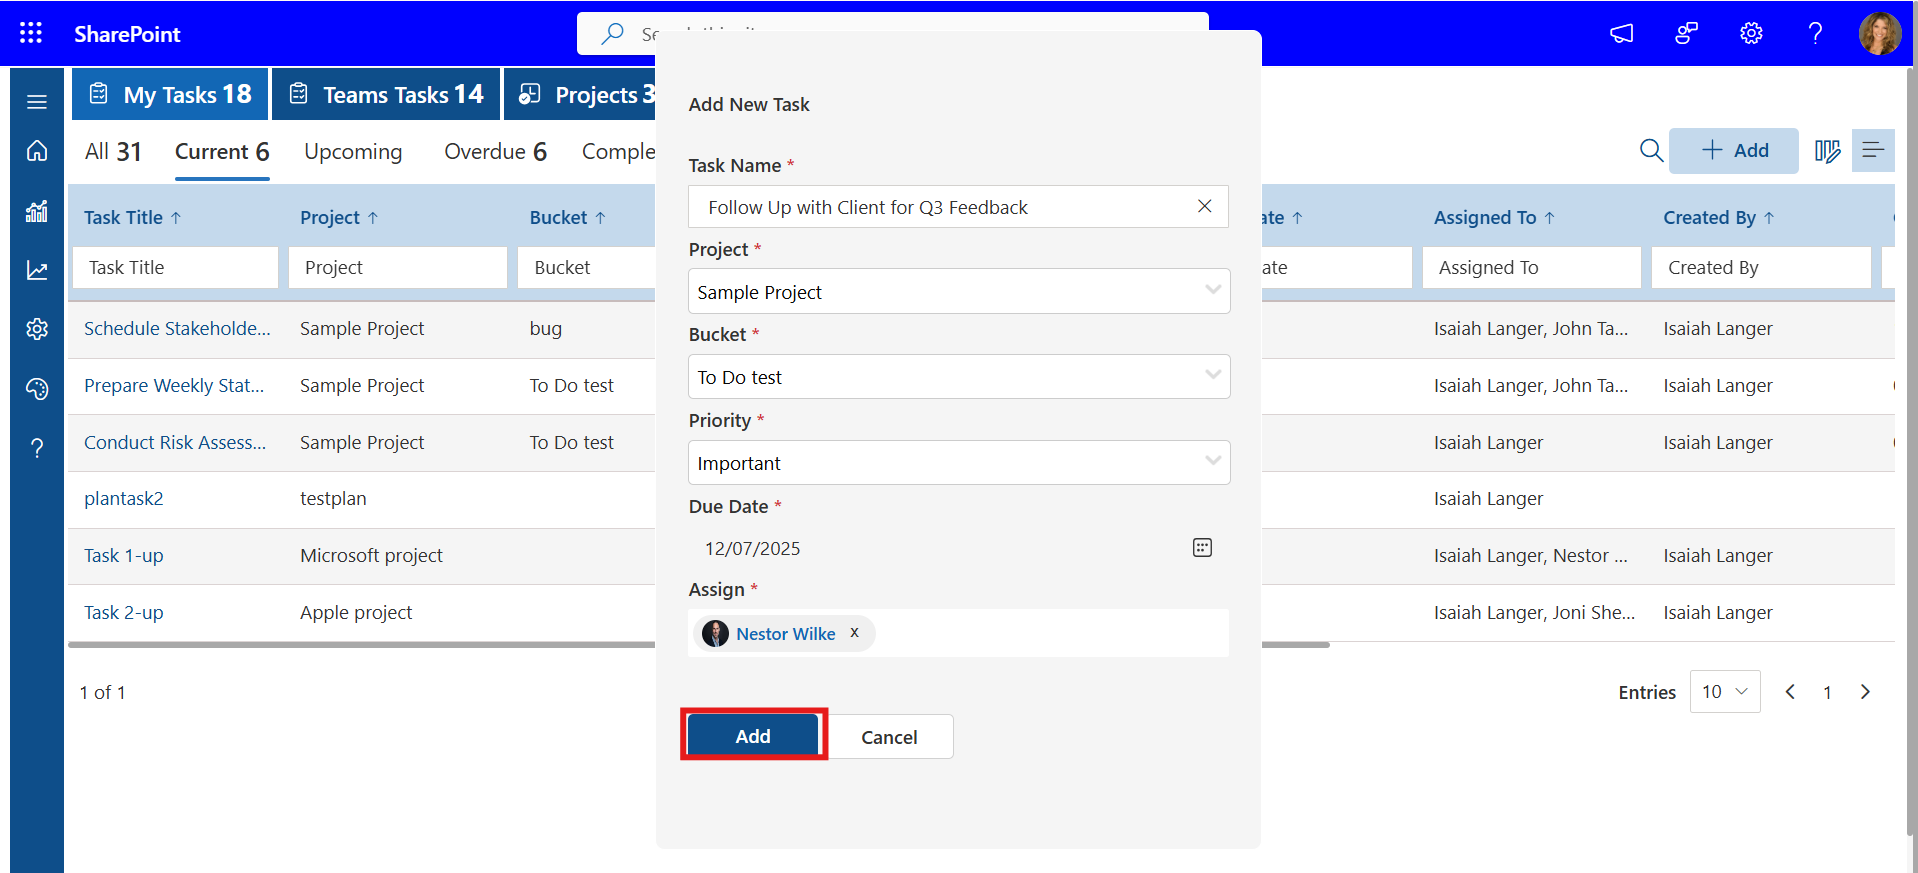 SharePoint
My Tasks 18
Teams Tasks 14
Projects 3
All 31
Current 6
Upcoming
Overdue 6
Comple
Add
Task Title ↑
Project ↑
Bucket ↑
ate ↑
Assigned To ↑
Created By ↑
Task Title
Project
Bucket
ate
Assigned To
Created By
Schedule Stakeholde...
Sample Project
bug
Isaiah Langer, John Ta...
Isaiah Langer
Prepare Weekly Stat...
Sample Project
To Do test
Isaiah Langer, John Ta...
Isaiah Langer
Conduct Risk Assess...
Sample Project
To Do test
Isaiah Langer
Isaiah Langer
plantask2
testplan
Isaiah Langer
Task 1-up
Microsoft project
Isaiah Langer, Nestor ...
Isaiah Langer
Task 2-up
Apple project
Isaiah Langer, Joni She...
Isaiah Langer
1 of 1
Entries
10
1
Add New Task
Task Name *
Follow Up with Client for Q3 Feedback
Project *
Sample Project
Bucket *
To Do test
Priority *
Important
Due Date *
12/07/2025
Assign *
Nestor Wilke x
Add
Cancel